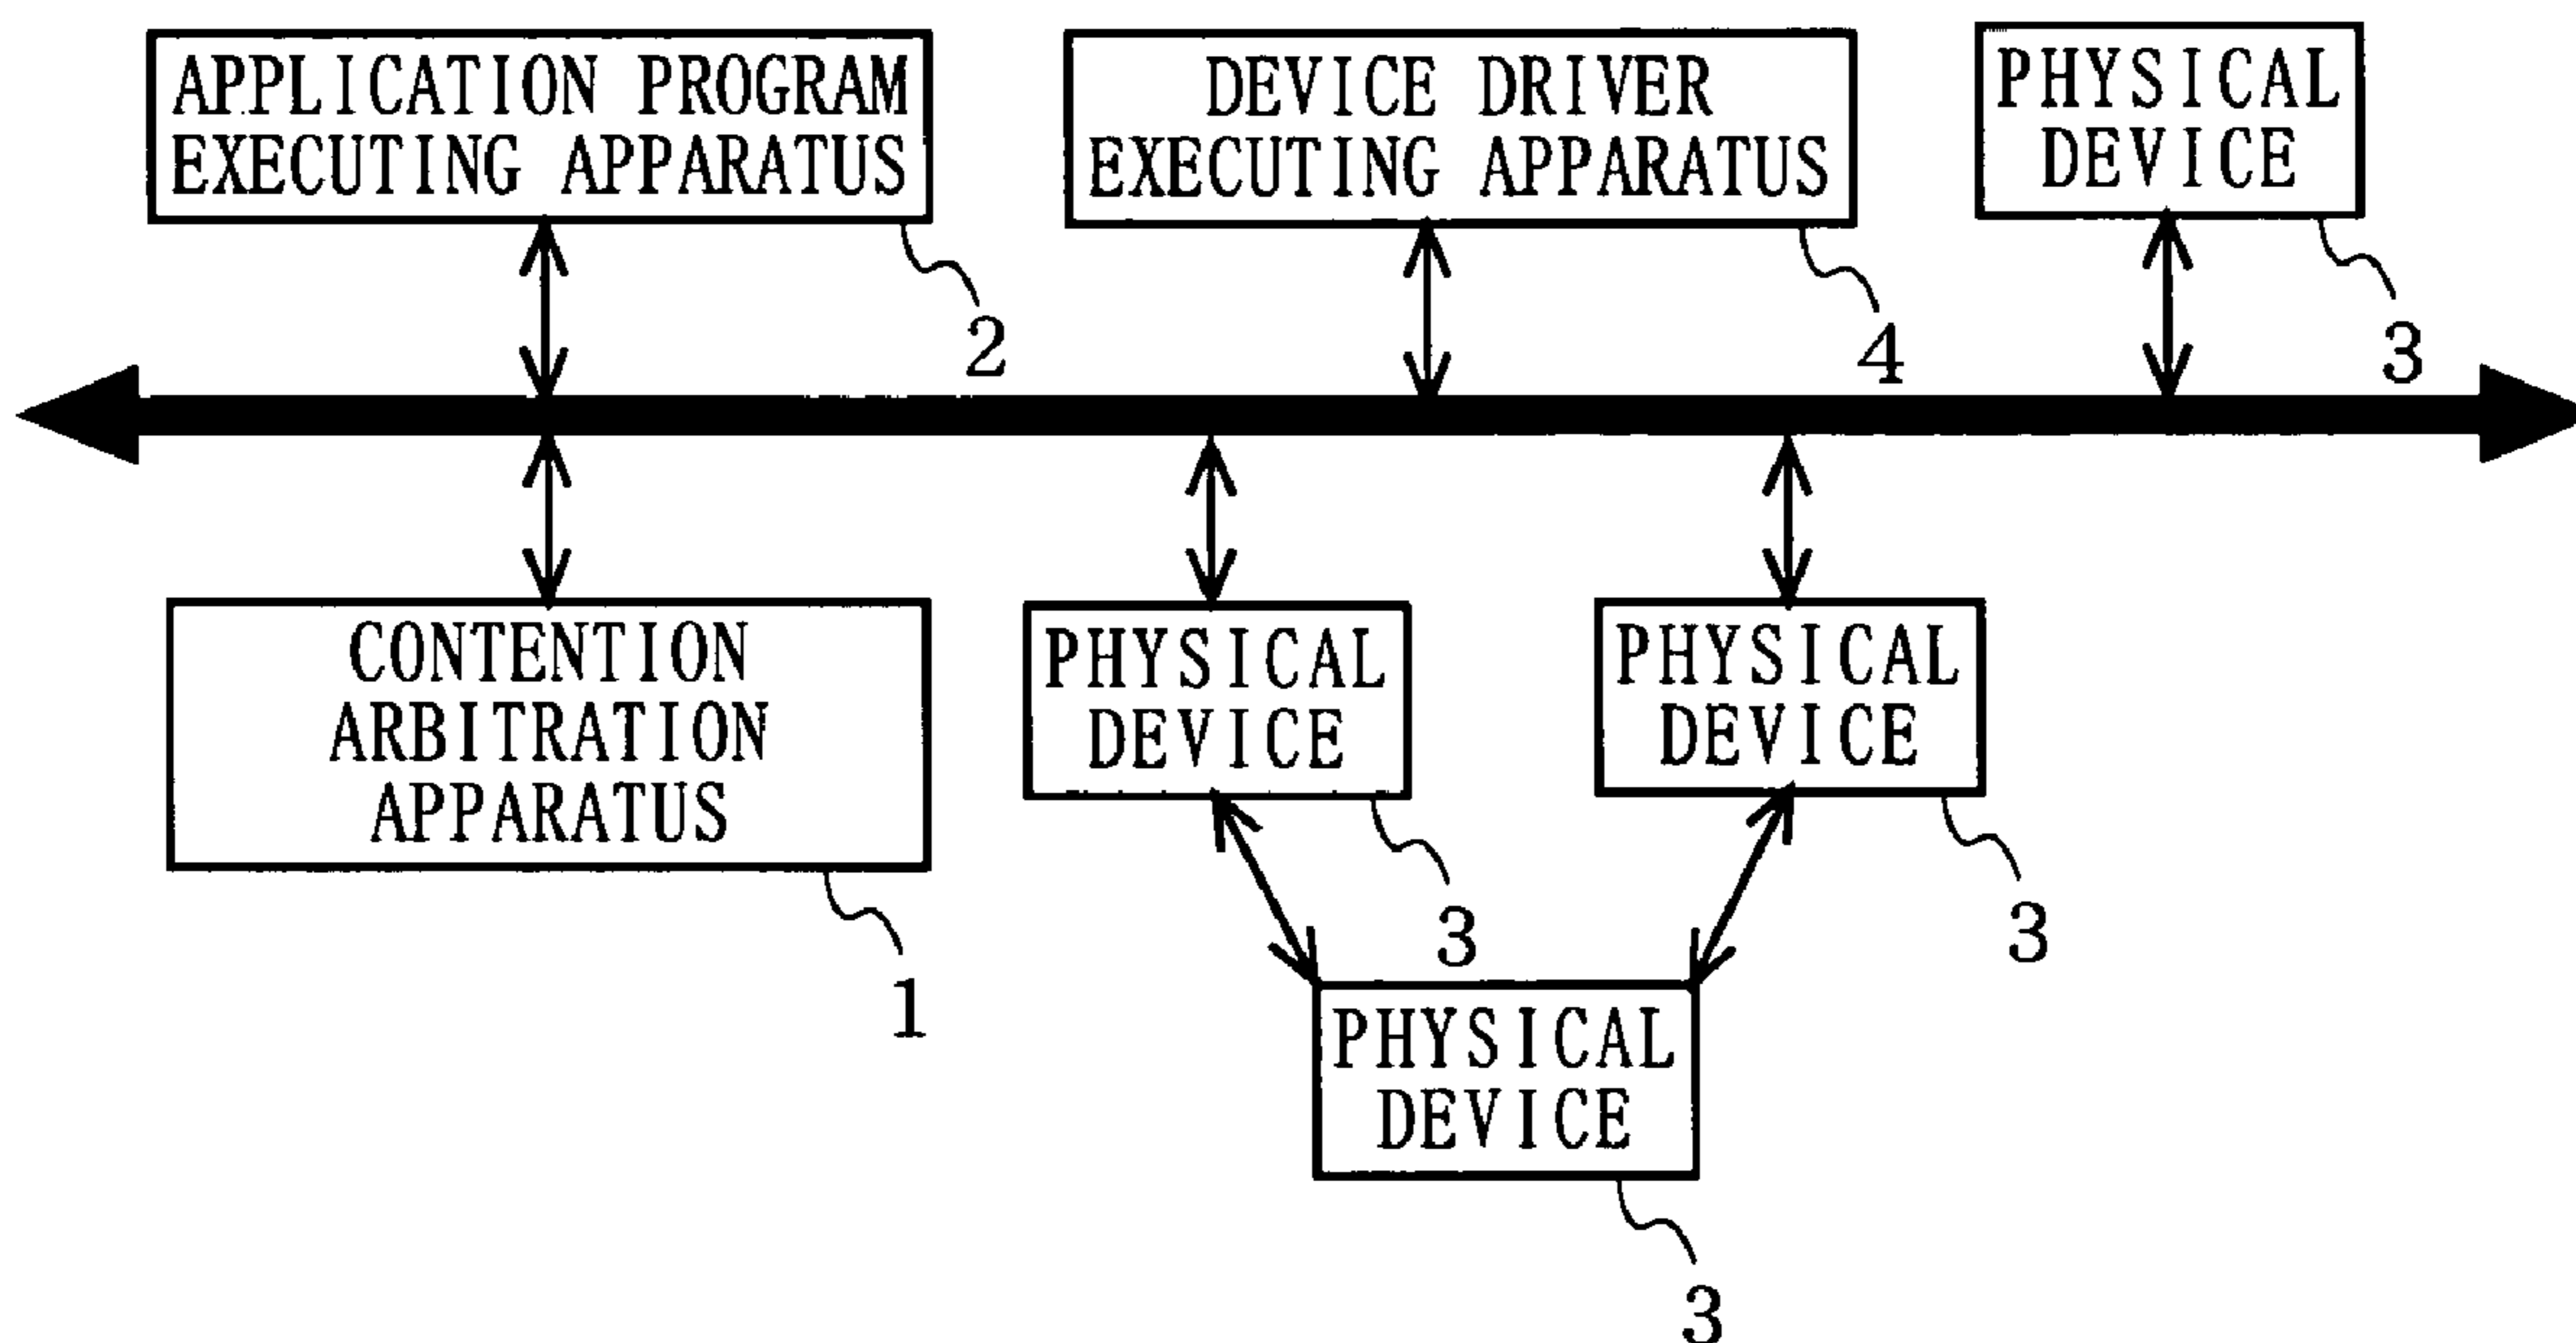 APPLICATION PROGRAM
EXECUTING APPARATUS
2
DEVICE DRIVER
EXECUTING APPARATUS
4
PHYSICAL
DEVICE
3
CONTENTION
ARBITRATION
APPARATUS
1
PHYSICAL
DEVICE
3
PHYSICAL
DEVICE
3
PHYSICAL
DEVICE
3